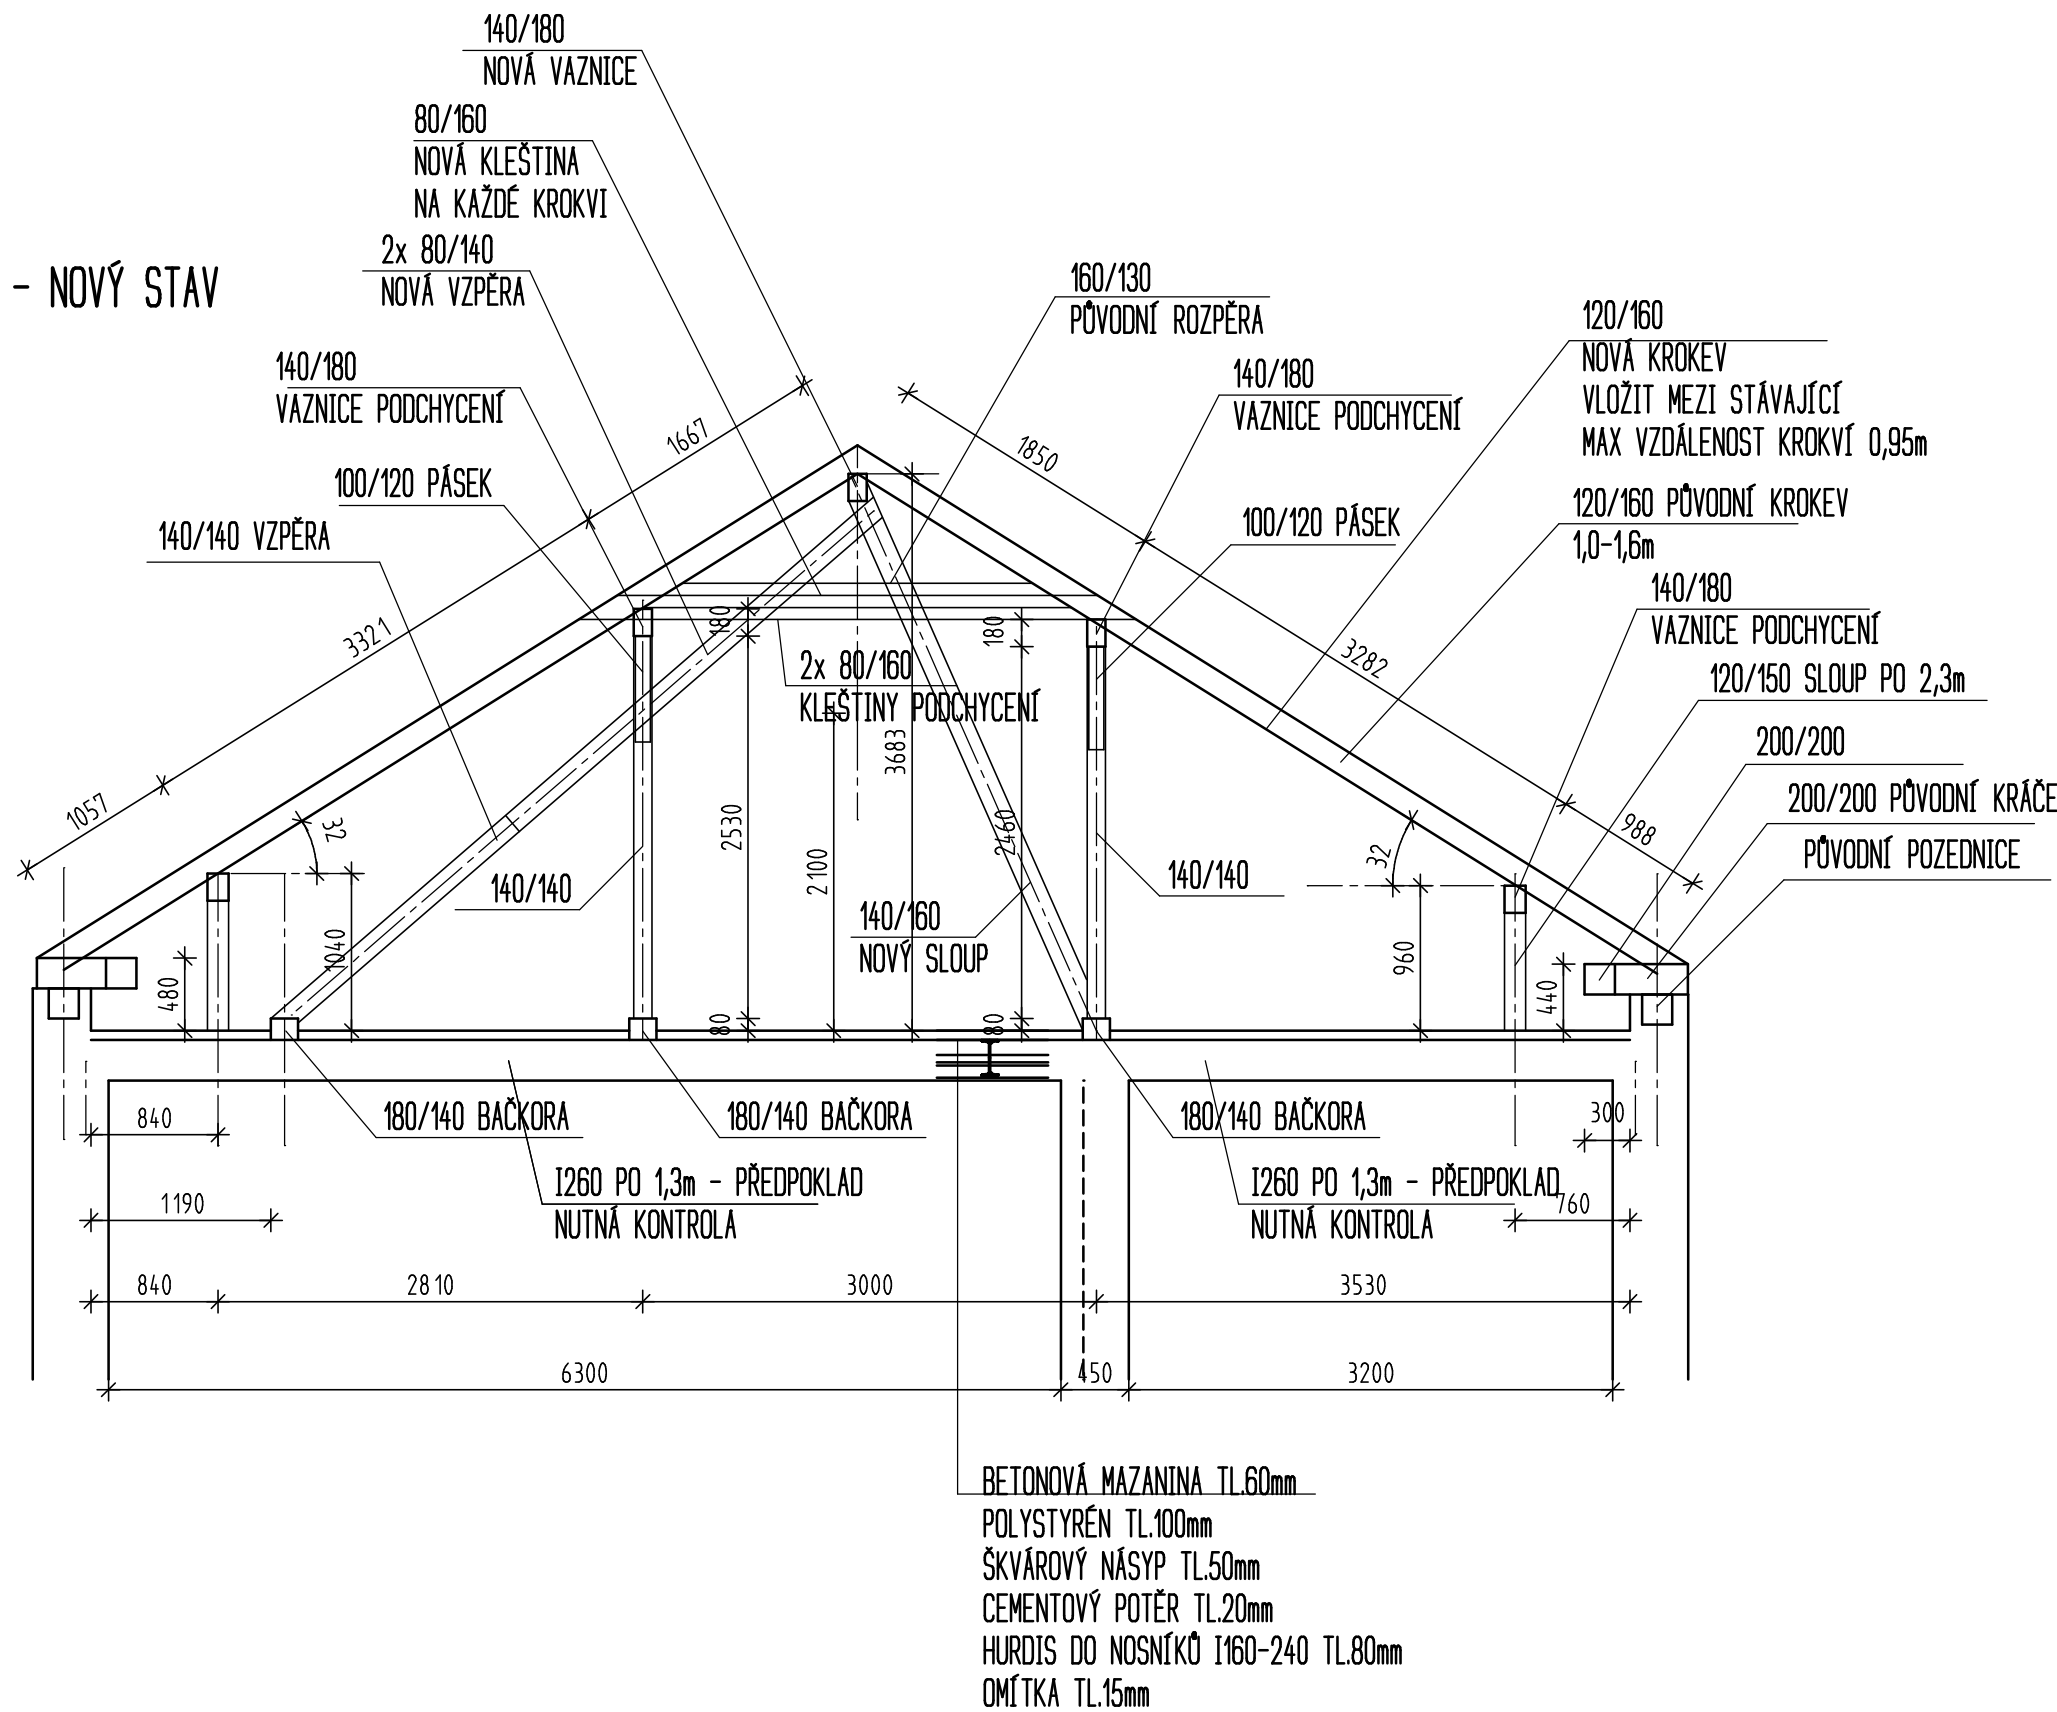 140/180
NOVÁ VAZNICE
80/160
NOVÁ KLEŠTINA
NA KAŽDÉ KROKVI
2x 80/140
NOVÁ VZPĚRA
- NOVÝ STAV
160/130
PŮVODNÍ ROZPĚRA
120/160
NOVÁ KROKEV
VLOŽIT MEZI STÁVAJÍCÍ
MAX VZDÁLENOST KROKVÍ 0,95m
140/180
VAZNICE PODCHYCENÍ
140/180
VAZNICE PODCHYCENÍ
1667
1850
100/120 PÁSEK
100/120 PÁSEK
120/160 PŮVODNÍ KROKEV
1,0-1,6m
140/140 VZPĚRA
140/180
VAZNICE PODCHYCENÍ
3321
180
180
3282
2x 80/160
KLEŠTINY PODCHYCENÍ
120/150 SLOUP PO 2,3m
200/200
200/200 PŮVODNÍ KRÁČE
PŮVODNÍ POZEDNICE
1057
32
2530
2100
3683
2460
32
988
140/140
140/140
140/160
NOVÝ SLOUP
480
1040
80
80
960
440
840
180/140 BAČKORA
180/140 BAČKORA
180/140 BAČKORA
300
I260 PO 1,3m - PŘEDPOKLAD
NUTNÁ KONTROLA
I260 PO 1,3m - PŘEDPOKLAD
NUTNÁ KONTROLA
1190
760
840
2810
3000
3530
6300
450
3200
BETONOVÁ MAZANINA TL.60mm
POLYSTYRÉN TL.100mm
ŠKVÁROVÝ NÁSYP TL.50mm
CEMENTOVÝ POTĚR TL.20mm
HURDIS DO NOSNÍKŮ I160-240 TL.80mm
OMÍTKA TL.15mm